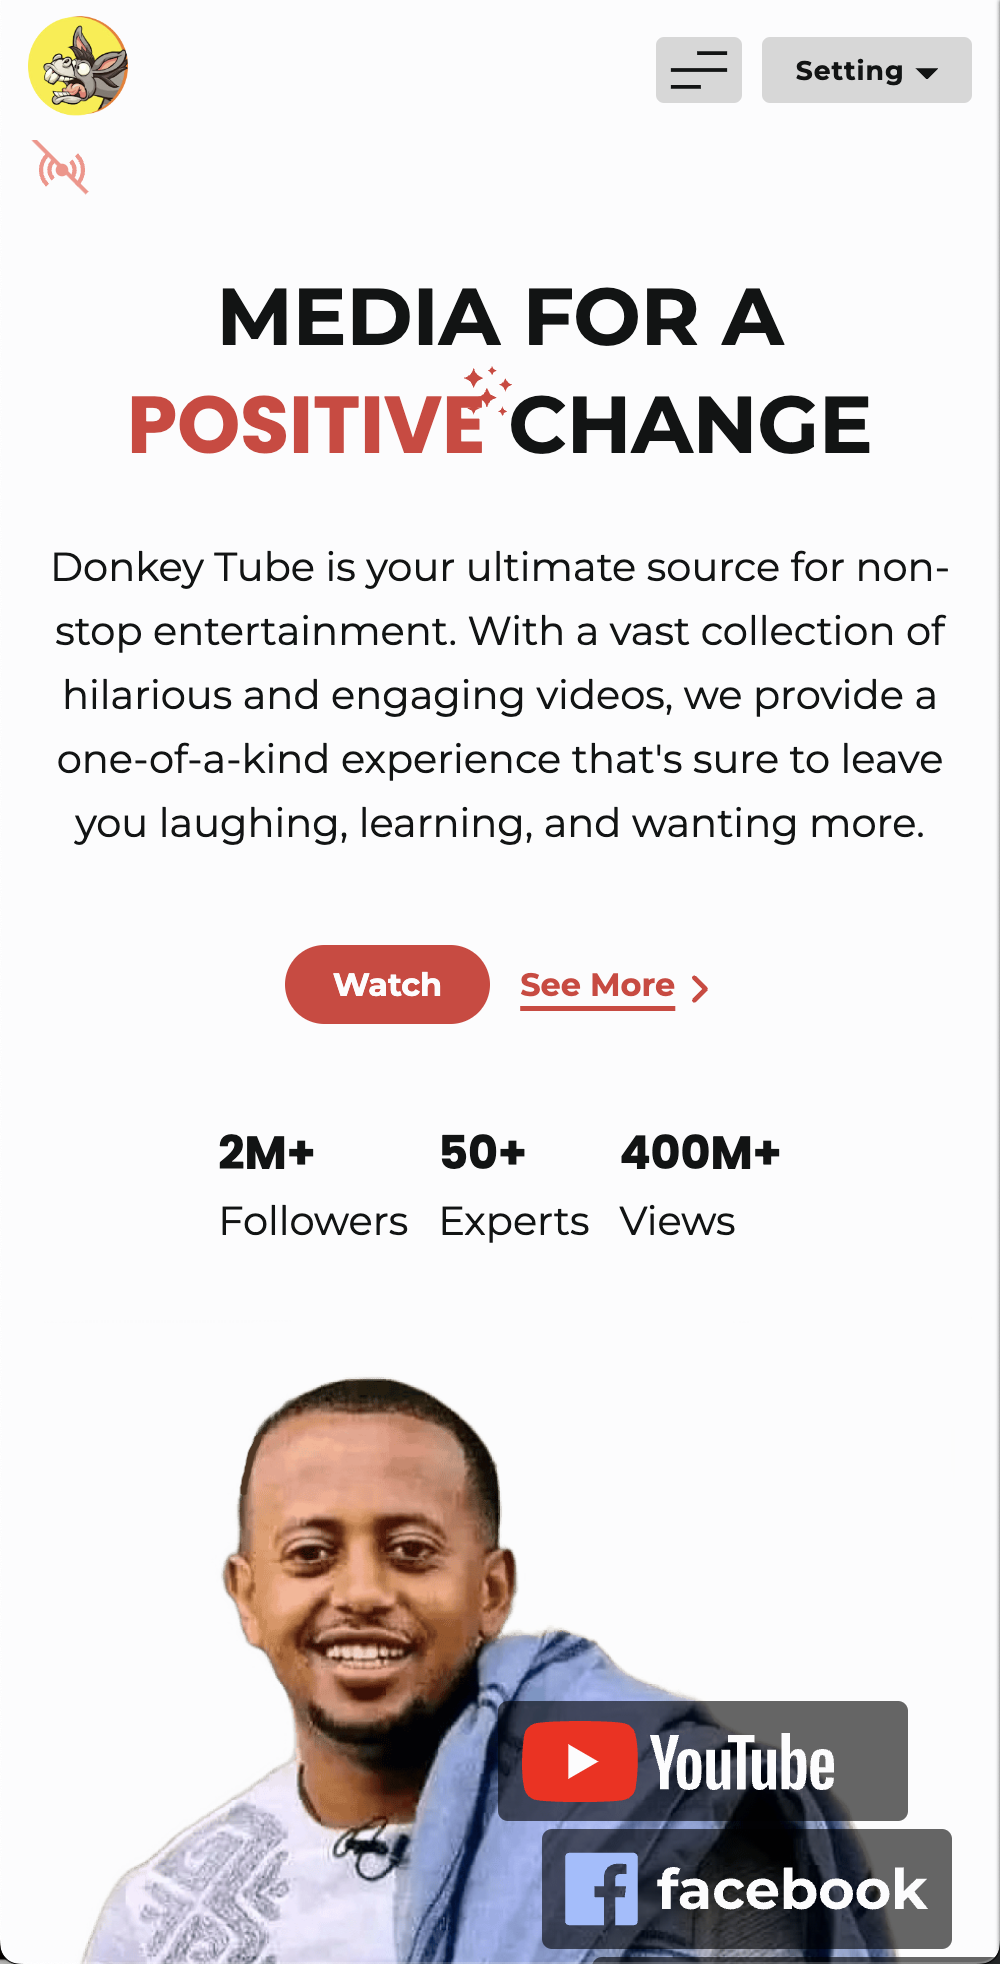 Setting
MEDIA FOR A
POSITIVE CHANGE
Donkey Tube is your ultimate source for non-
stop entertainment. With a vast collection of
hilarious and engaging videos, we provide a
one-of-a-kind experience that's sure to leave
you laughing, learning, and wanting more.
Watch See More
2M+ 50+ 400M+
Followers Experts Views
YouTube
facebook